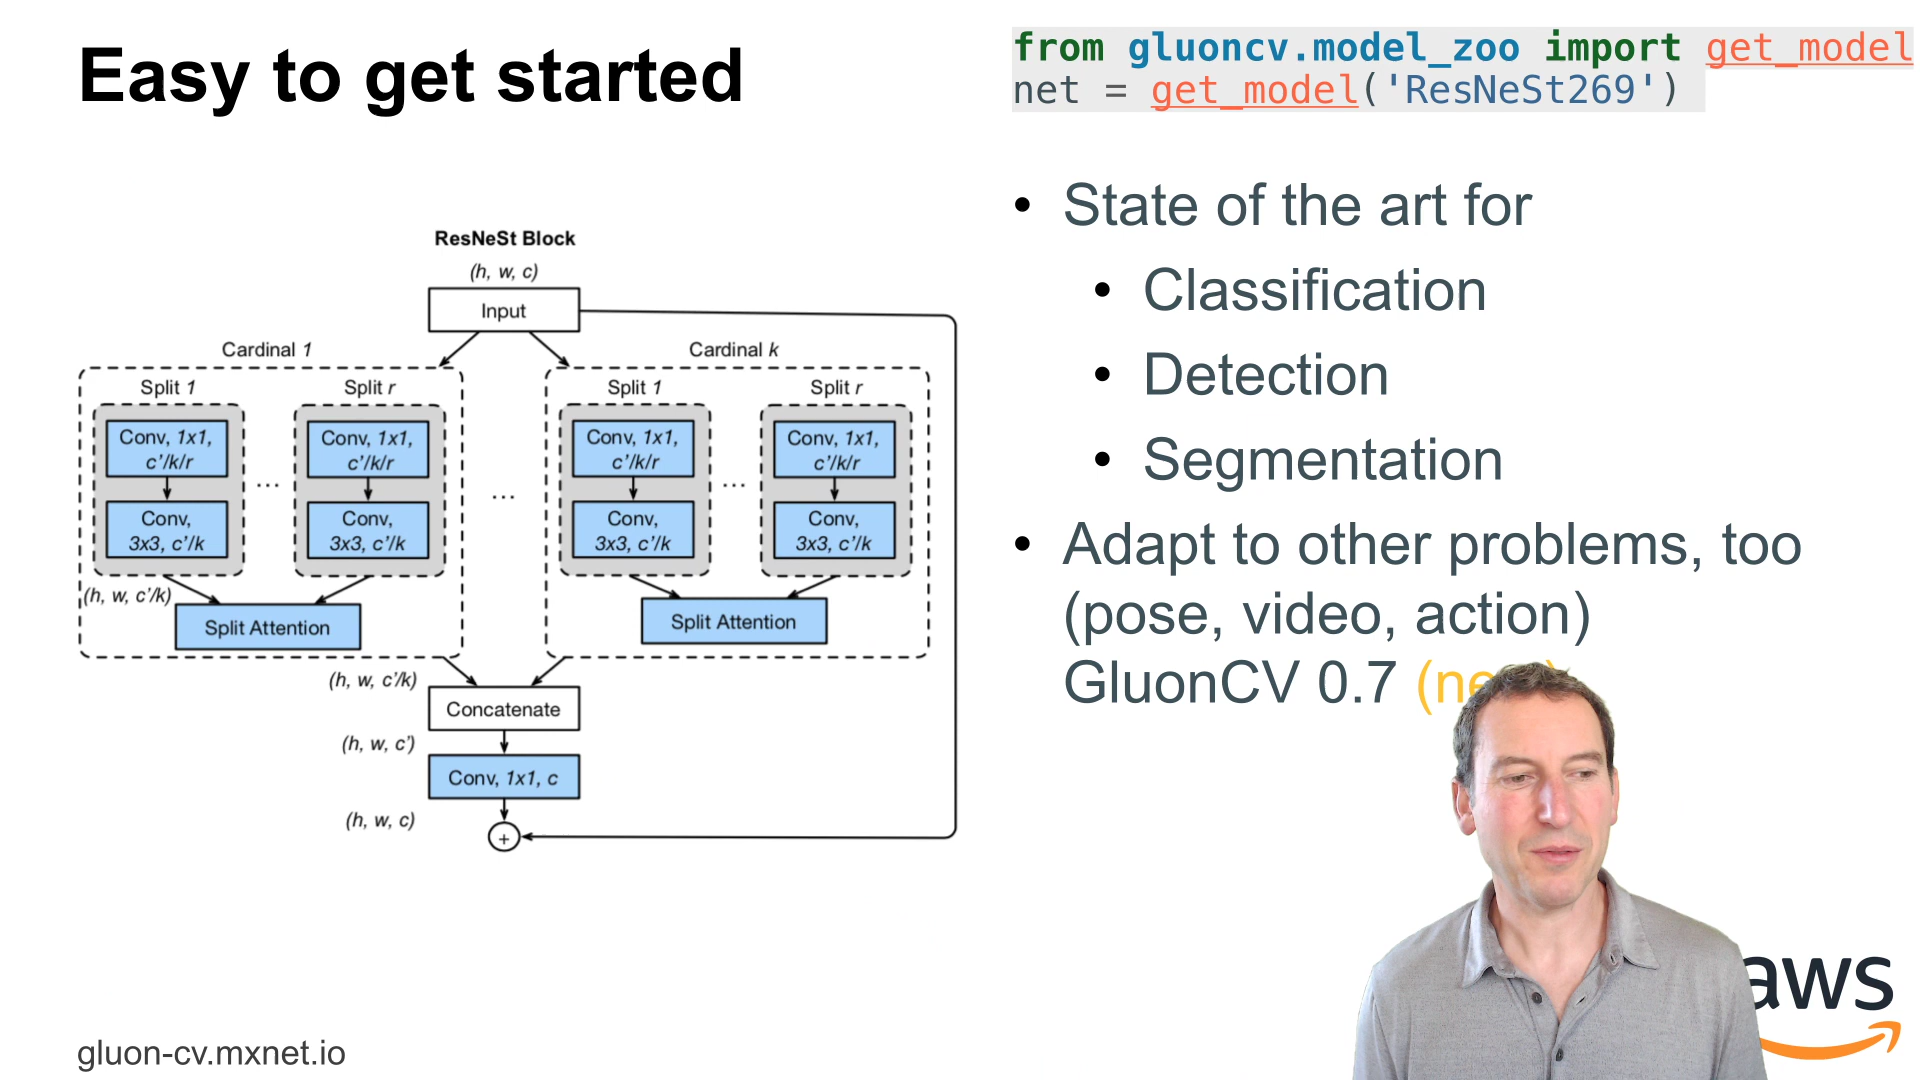 Easy to get started
from gluoncv.model_zoo import get_model
net = get_model('ResNeSt269')
• State of the art for
• Classification
• Detection
• Segmentation
• Adapt to other problems, too
(pose, video, action)
GluonCV 0.7
ResNeSt Block
(h, w, c)
Input
Cardinal 1
Cardinal k
Split 1
Split r
Split 1
Split r
Conv, 1x1,
c'/k/r
Conv, 1x1,
c'/k/r
Conv, 1x1,
c'/k/r
Conv, 1x1,
c'/k/r
...
...
...
Conv,
3x3, c'/k
Conv,
3x3, c'/k
Conv,
3x3, c'/k
Conv,
3x3, c'/k
(h, w, c'/k)
Split Attention
Split Attention
(h, w, c'/k)
Concatenate
(h, w, c')
Conv, 1x1, c
(h, w, c)
+
aws
gluon-cv.mxnet.io